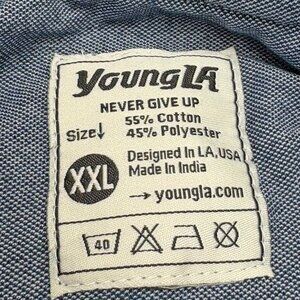 YoungLA
NEVER GIVE UP
55% Cotton
Size↓ 45% Polyester
XXL
Designed In LA, USA
Made In India
→ youngla.com
40